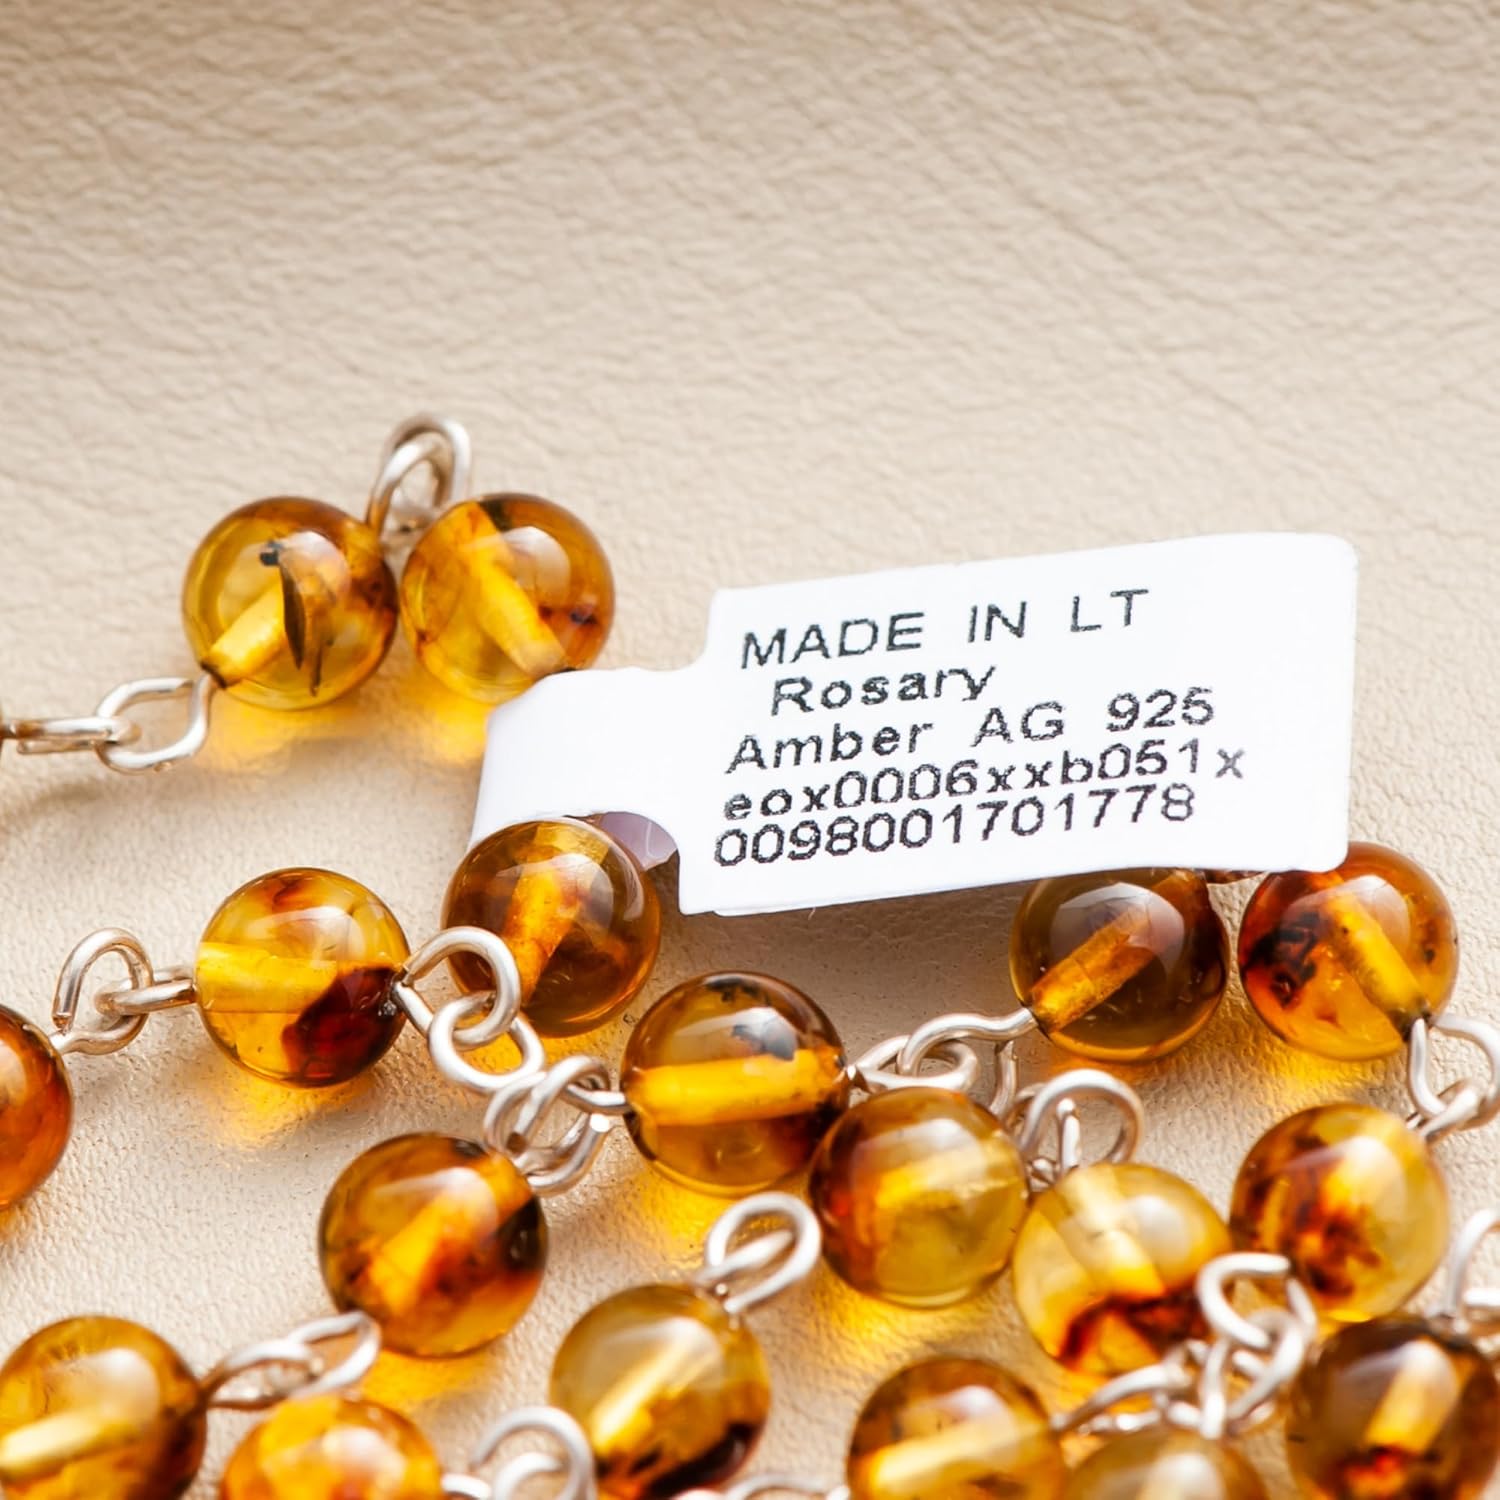 MADE IN LT
Rosary
Amber AG 925
eox0006xxb051x
0098001701778